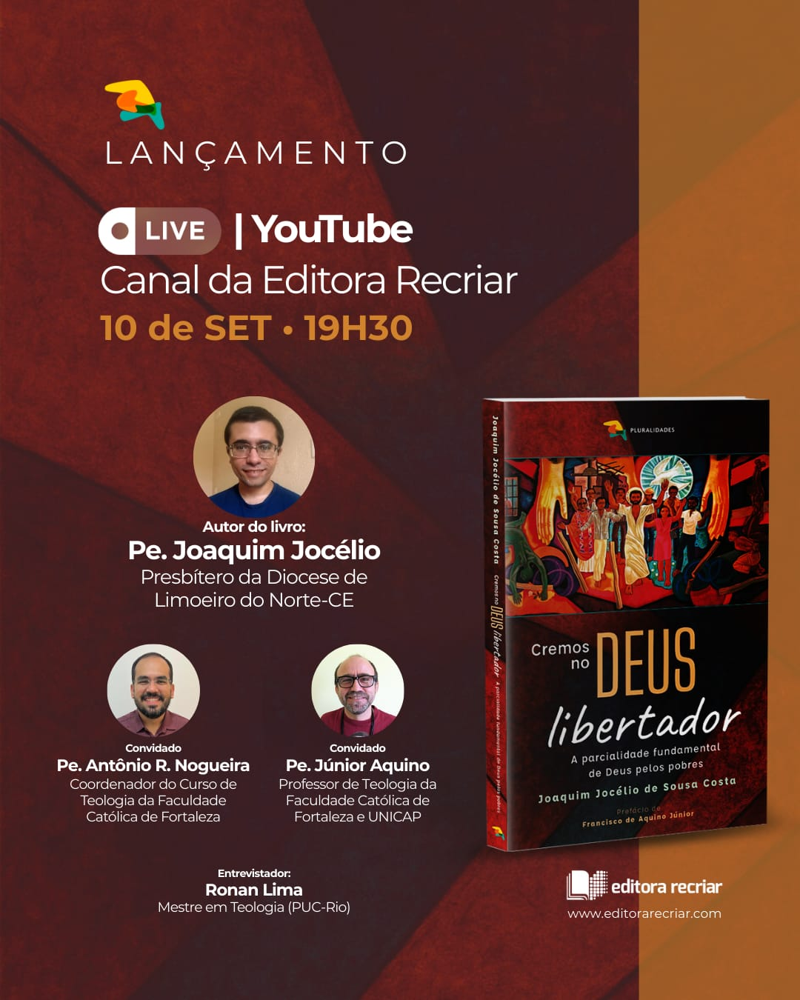 LANÇAMENTO
LIVE | YouTube
Canal da Editora Recriar
10 de SET • 19H30
Autor do livro:
Pe. Joaquim Jocélio
Presbítero da Diocese de
Limoeiro do Norte-CE
Convidado
Pe. Antônio R. Nogueira
Coordenador do Curso de
Teologia da Faculdade
Católica de Fortaleza
Convidado
Pe. Júnior Aquino
Professor de Teologia da
Faculdade Católica de
Fortaleza e UNICAP
Entrevistador:
Ronan Lima
Mestre em Teologia (PUC-Rio)
Joaquim Jocélio de Sousa Costa
Cremos no DEUS libertador A parcialidade fundamental de Deus pelos pobres
PLURALIDADES
Cremos
no DEUS
libertador
A parcialidade fundamental
de Deus pelos pobres
Joaquim Jocélio de Sousa Costa
Prefácio de
Francisco de Aquino Júnior
editora recriar
www.editorarecriar.com